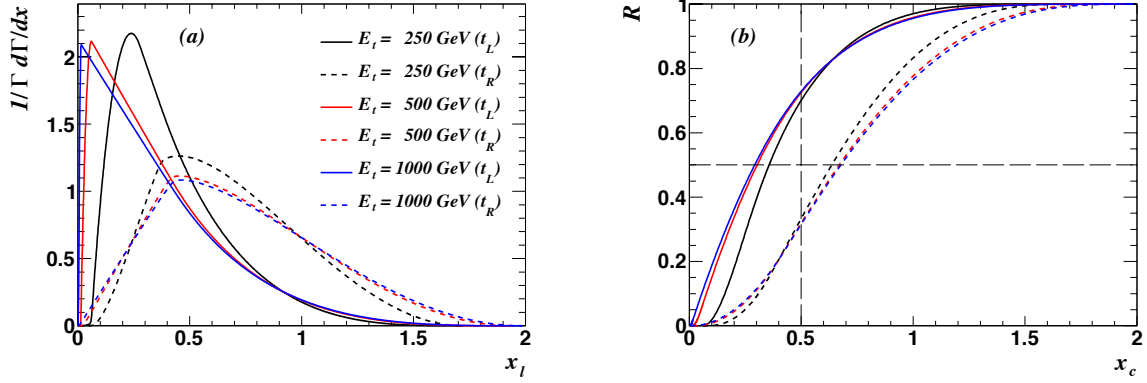 1/Γ dΓ/dx
(a)
E_t = 250 GeV (t_L)
E_t = 250 GeV (t_R)
E_t = 500 GeV (t_L)
E_t = 500 GeV (t_R)
E_t = 1000 GeV (t_L)
E_t = 1000 GeV (t_R)
2
1.5
1
0.5
0
0 0.5 1 1.5 2
x_l
R
(b)
1
0.8
0.6
0.4
0.2
0
0 0.5 1 1.5 2
x_c